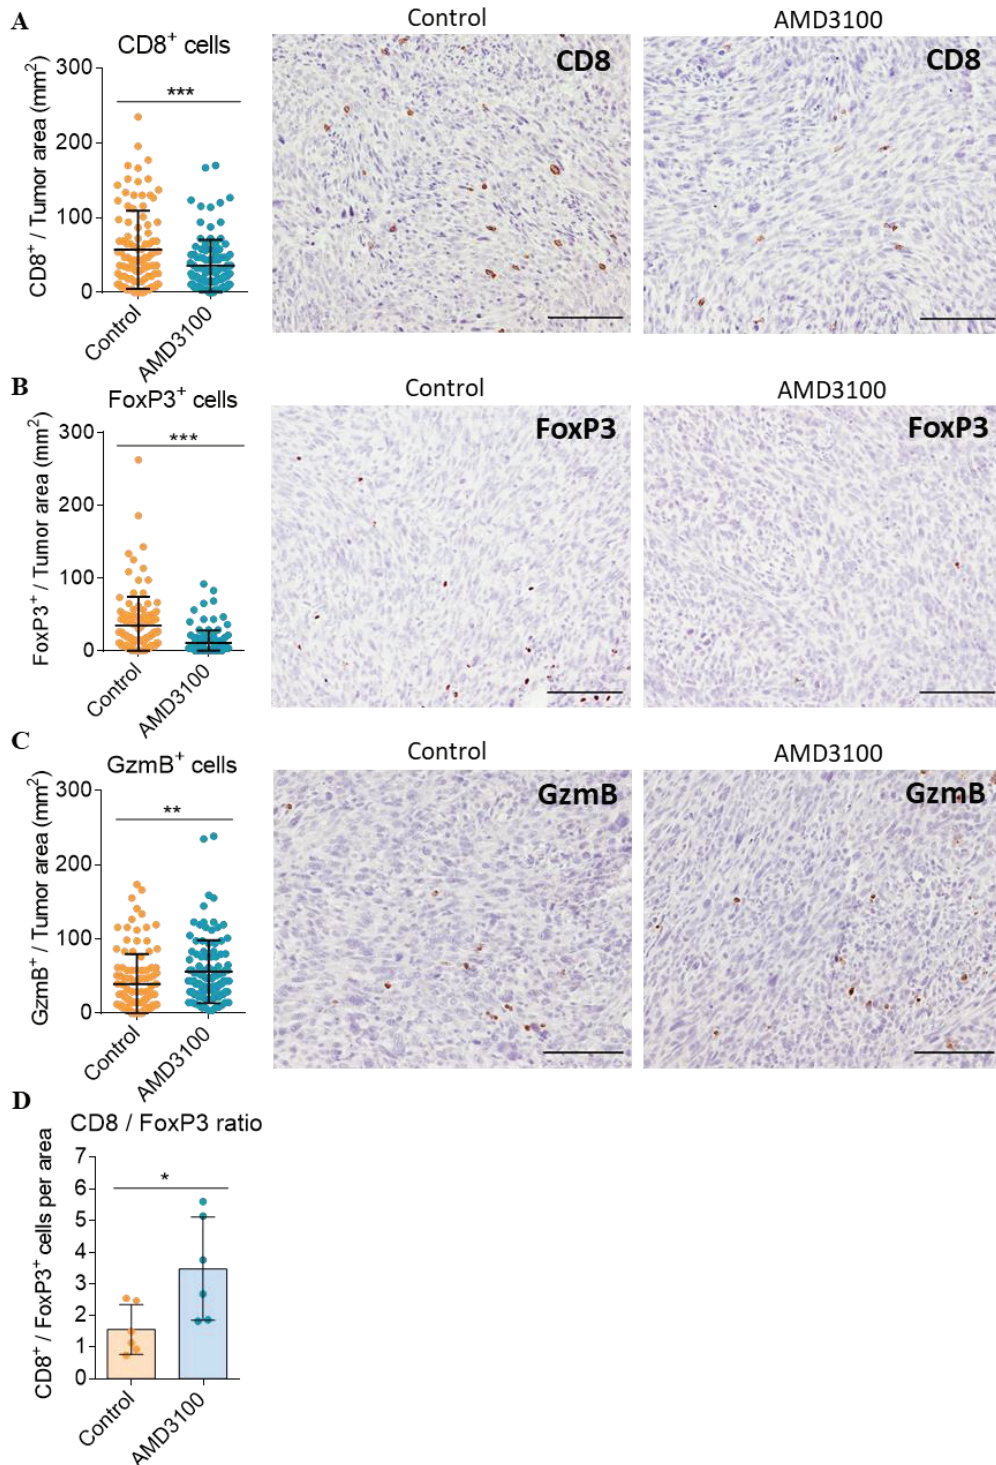 A
CD8⁺ cells
CD8⁺ / Tumor area (mm²)
300
200
100
0
***
Control
AMD3100
Control
CD8
AMD3100
CD8
B
FoxP3⁺ cells
FoxP3⁺ / Tumor area (mm²)
300
200
100
0
***
Control
AMD3100
Control
FoxP3
AMD3100
FoxP3
C
GzmB⁺ cells
GzmB⁺ / Tumor area (mm²)
300
200
100
0
**
Control
AMD3100
Control
GzmB
AMD3100
GzmB
D
CD8 / FoxP3 ratio
CD8⁺ / FoxP3⁺ cells per area
7
6
5
4
3
2
1
0
*
Control
AMD3100